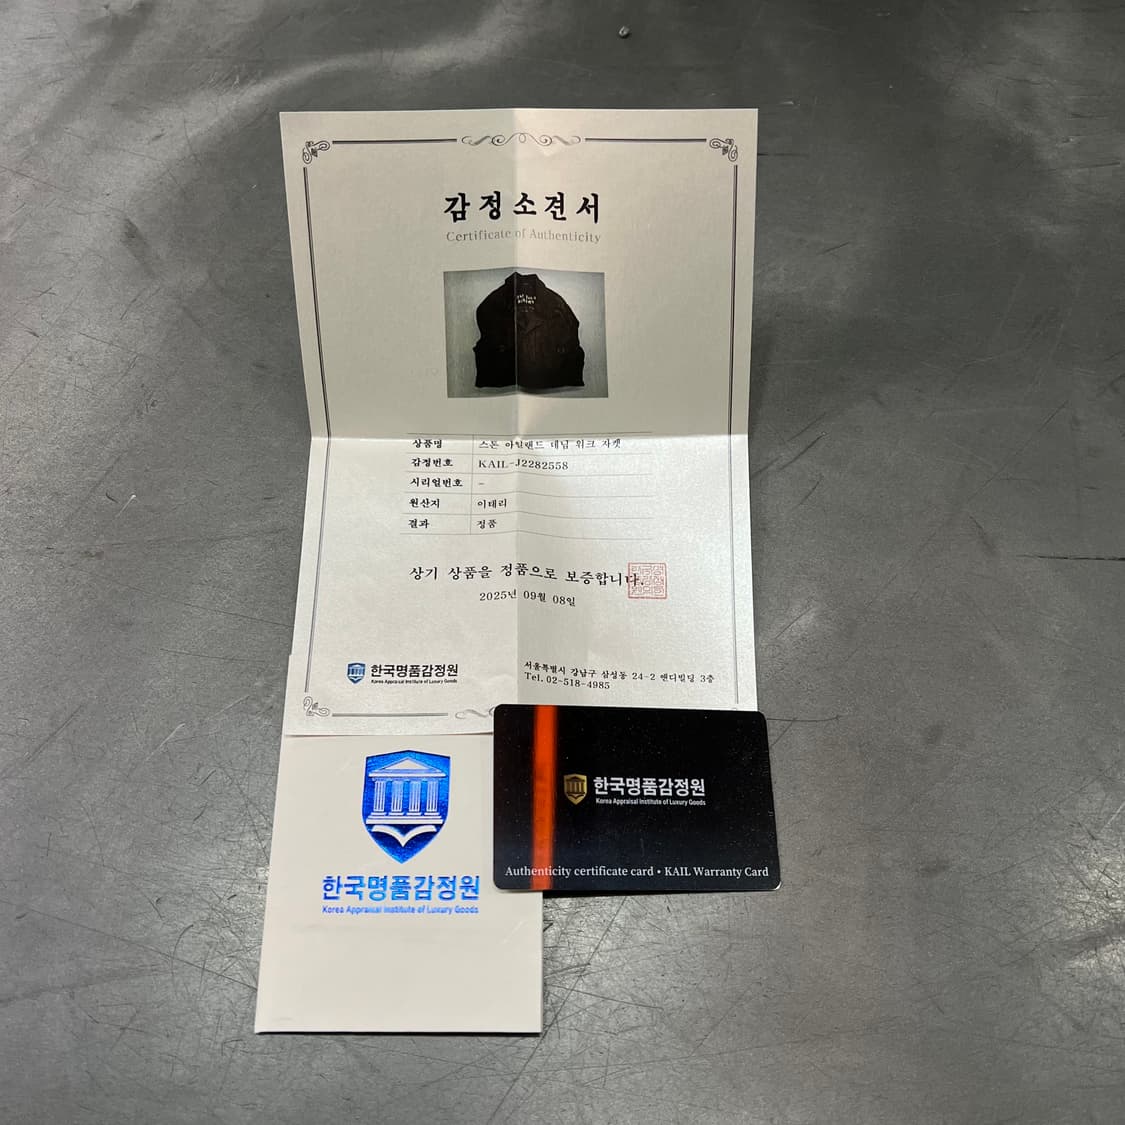 감정소견서
Certificate of Authenticity
상품명 스톤 아일랜드 데님 워크 자켓
감정번호 KAIL-J2282558
시리얼번호 -
원산지 이태리
결과 정품
상기 상품을 정품으로 보증합니다.
2025년 09월 08일
한국명품감정원
Korea Appraisal Institute of Luxury Goods
서울특별시 강남구 삼성동 24-2 앤디빌딩 3층
Tel. 02-518-4985
한국명품감정원
Korea Appraisal Institute of Luxury Goods
한국명품감정원
Korea Appraisal Institute of Luxury Goods
Authenticity certificate card • KAIL Warranty Card